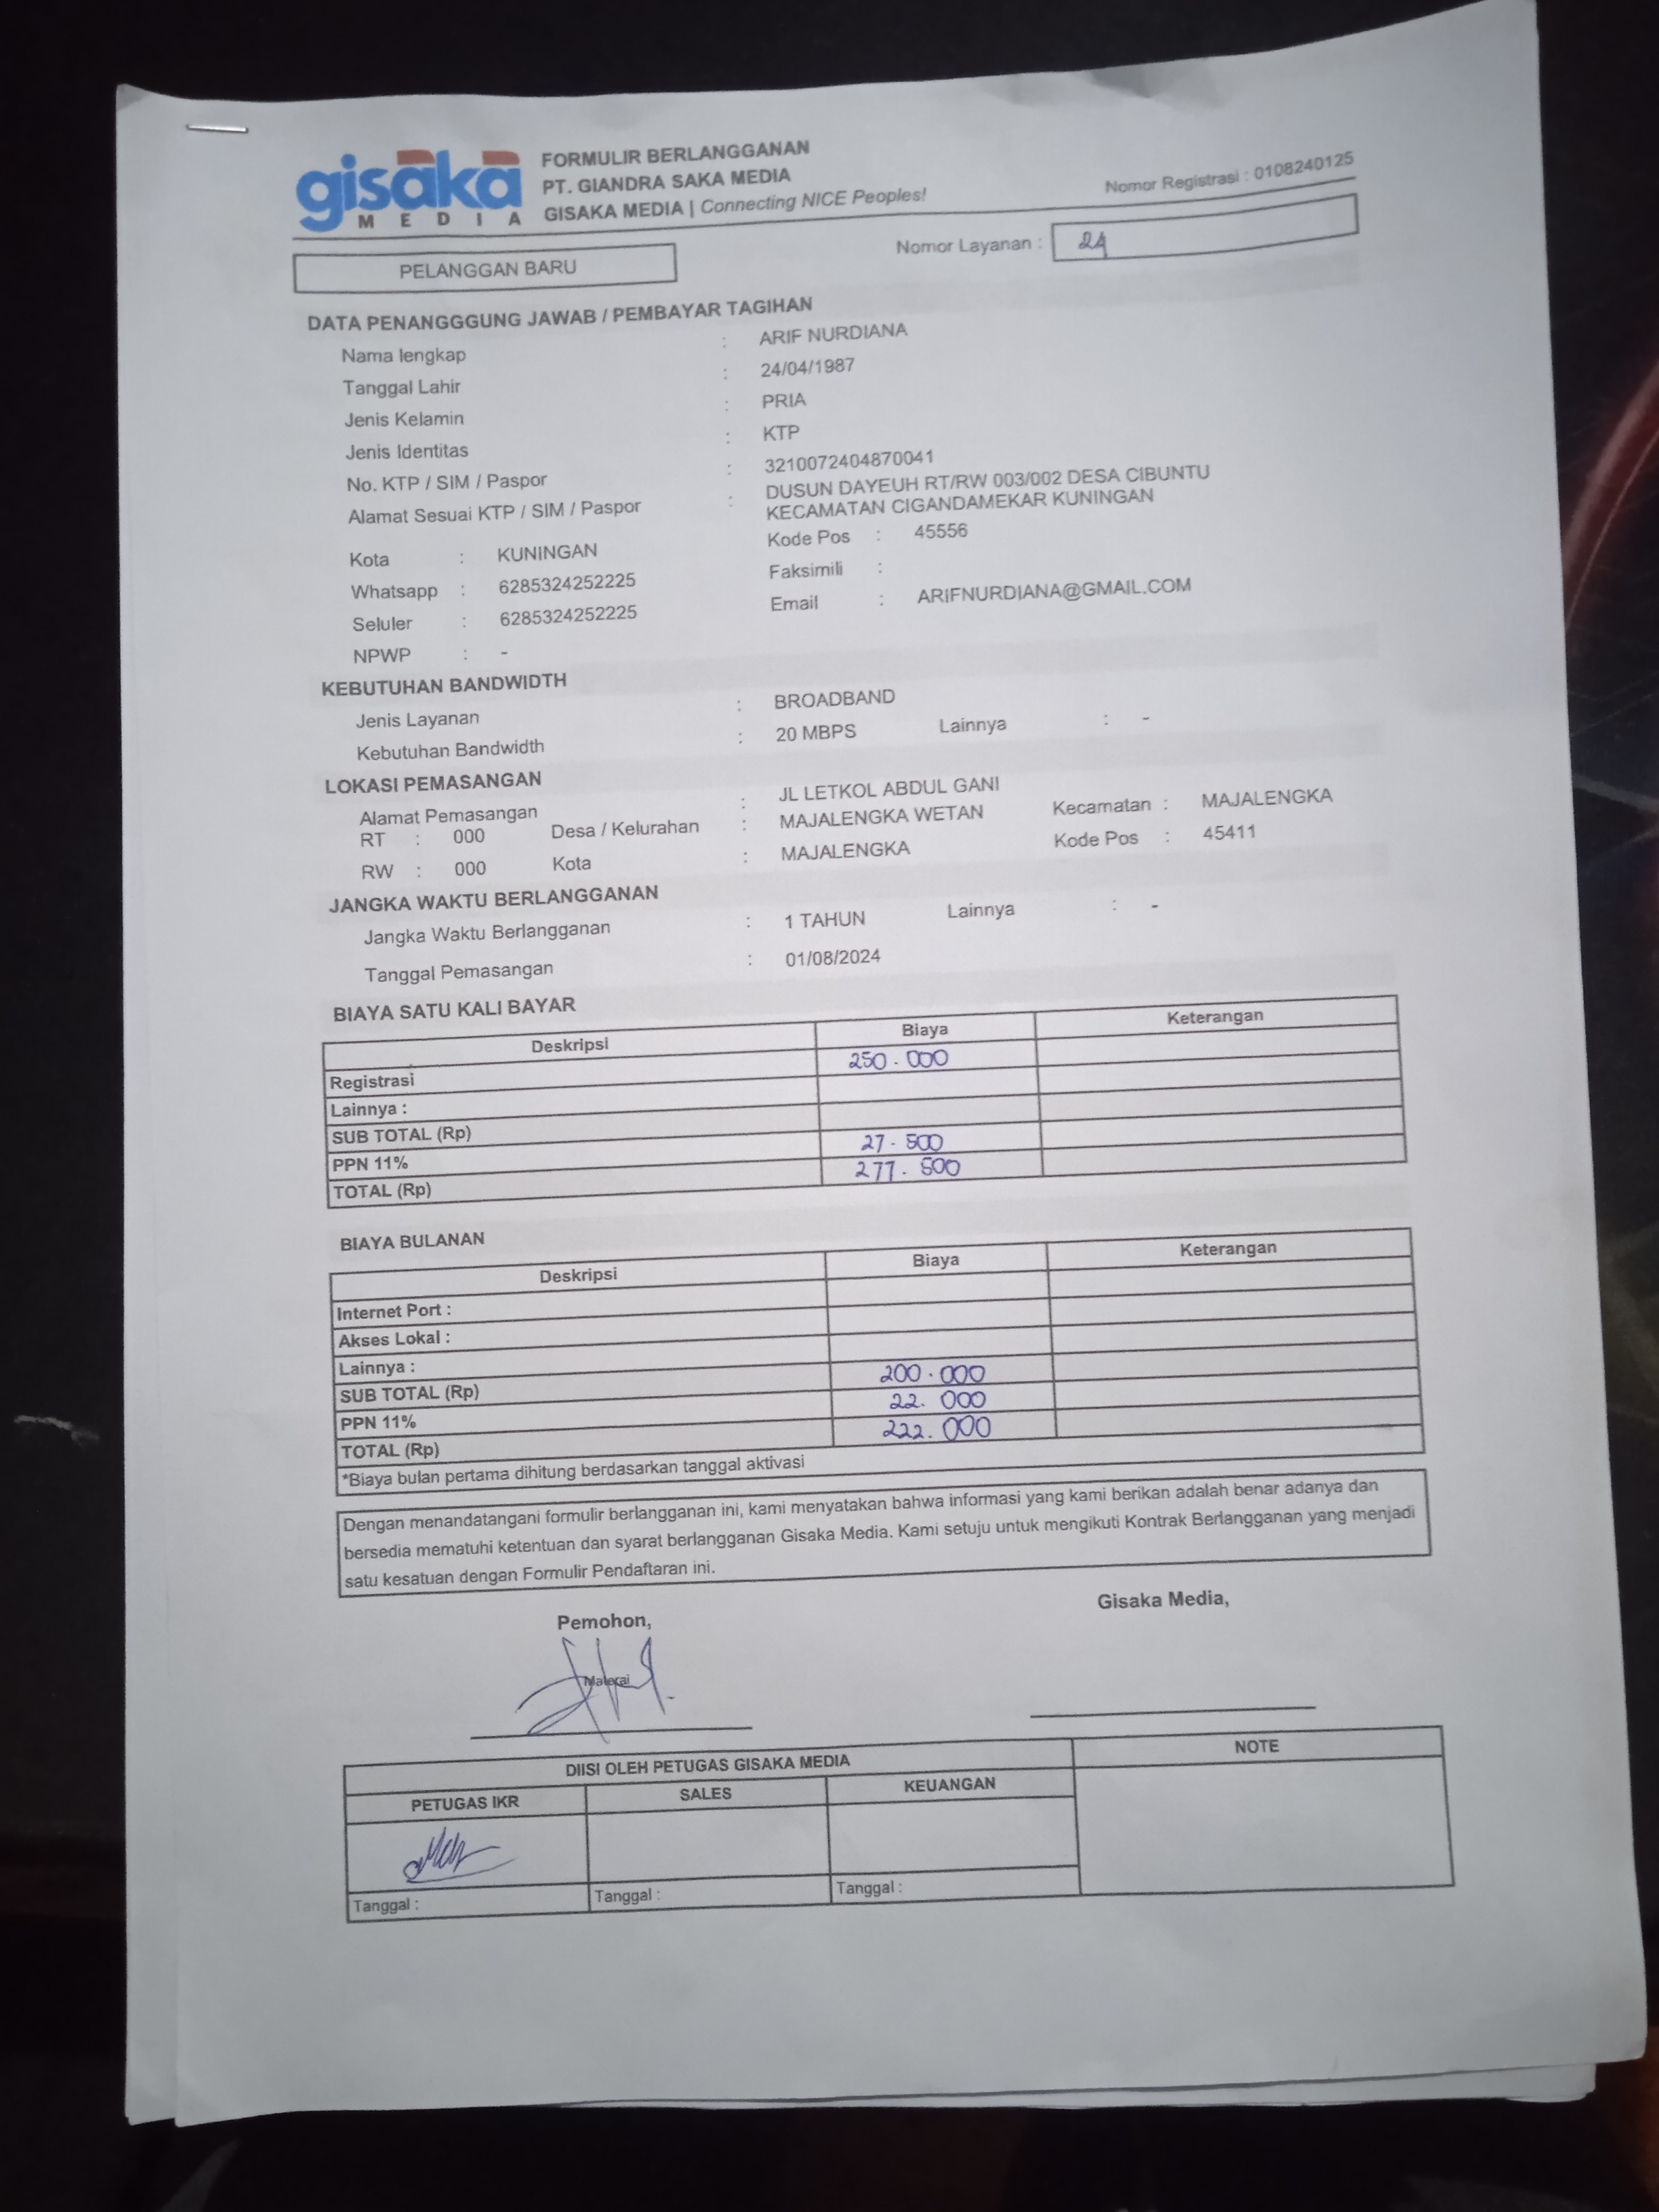 gisaka
MEDIA
FORMULIR BERLANGGANAN
PT. GIANDRA SAKA MEDIA
GISAKA MEDIA | Connecting NICE Peoples!
Nomor Registrasi : 0108240125
Nomor Layanan : 24
PELANGGAN BARU
DATA PENANGGGUNG JAWAB / PEMBAYAR TAGIHAN
Nama lengkap : ARIF NURDIANA
Tanggal Lahir : 24/04/1987
Jenis Kelamin : PRIA
Jenis Identitas : KTP
No. KTP / SIM / Paspor : 3210072404870041
Alamat Sesuai KTP / SIM / Paspor : DUSUN DAYEUH RT/RW 003/002 DESA CIBUNTU
KECAMATAN CIGANDAMEKAR KUNINGAN
Kota : KUNINGAN Kode Pos : 45556
Whatsapp : 6285324252225 Faksimili :
Seluler : 6285324252225 Email : ARIFNURDIANA@GMAIL.COM
NPWP : -
KEBUTUHAN BANDWIDTH
Jenis Layanan : BROADBAND
Kebutuhan Bandwidth : 20 MBPS Lainnya : -
LOKASI PEMASANGAN
Alamat Pemasangan : JL LETKOL ABDUL GANI
RT : 000 Desa / Kelurahan : MAJALENGKA WETAN Kecamatan : MAJALENGKA
RW : 000 Kota : MAJALENGKA Kode Pos : 45411
JANGKA WAKTU BERLANGGANAN
Jangka Waktu Berlangganan : 1 TAHUN Lainnya : -
Tanggal Pemasangan : 01/08/2024
BIAYA SATU KALI BAYAR
Deskripsi Biaya Keterangan
Registrasi 250.000
Lainnya :
SUB TOTAL (Rp)
PPN 11% 27.500
TOTAL (Rp) 277.500
BIAYA BULANAN
Deskripsi Biaya Keterangan
Internet Port :
Akses Lokal :
Lainnya :
SUB TOTAL (Rp) 200.000
PPN 11% 22.000
TOTAL (Rp) 222.000
*Biaya bulan pertama dihitung berdasarkan tanggal aktivasi
Dengan menandatangani formulir berlangganan ini, kami menyatakan bahwa informasi yang kami berikan adalah benar adanya dan
bersedia mematuhi ketentuan dan syarat berlangganan Gisaka Media. Kami setuju untuk mengikuti Kontrak Berlangganan yang menjadi
satu kesatuan dengan Formulir Pendaftaran ini.
Pemohon, Gisaka Media,
Materai
DIISI OLEH PETUGAS GISAKA MEDIA NOTE
PETUGAS IKR SALES KEUANGAN
Tanggal : Tanggal : Tanggal :